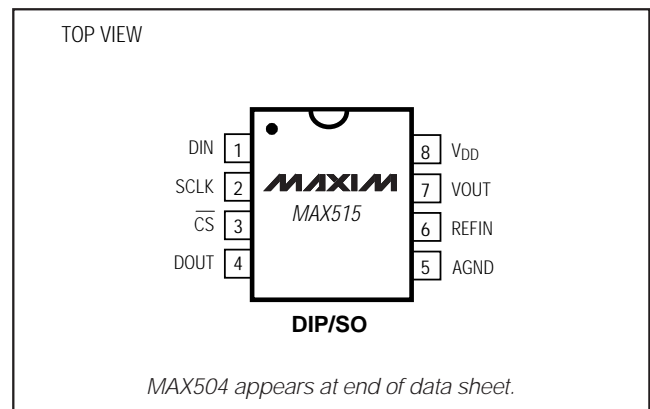 TOP VIEW
DIN 1
SCLK 2
C̅S̅ 3
DOUT 4
MAXIM
MAX515
8 VDD
7 VOUT
6 REFIN
5 AGND
DIP/SO
MAX504 appears at end of data sheet.